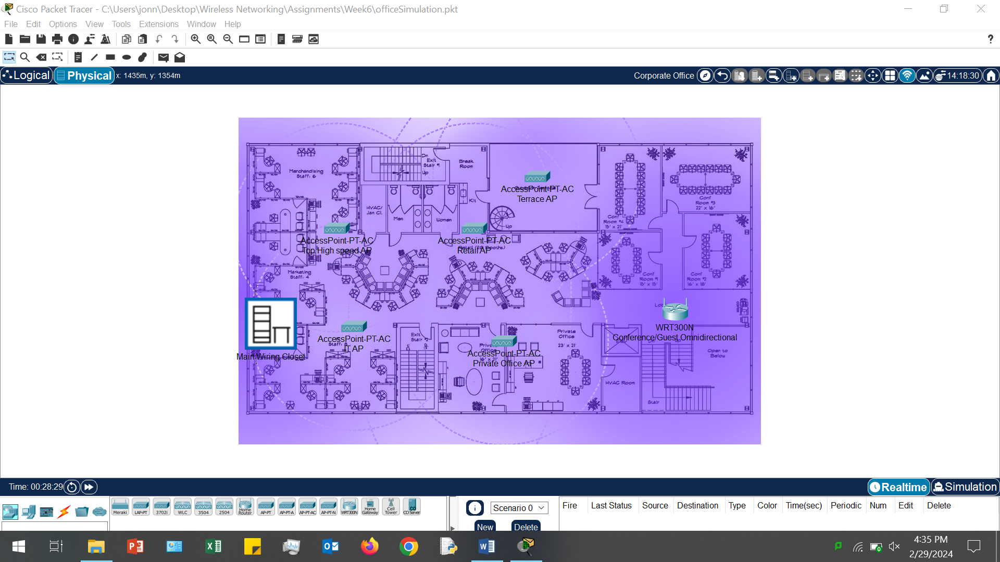 Cisco Packet Tracer - C:\Users\jonn\Desktop\Wireless Networking\Assignments\Week6\officeSimulation.pkt
File Edit Options View Tools Extensions Window Help
?
Logical Physical x: 1435m, y: 1354m Corporate Office 14:18:30
Merchandising
Staff: 6
Dn
Exit
Stair #1
Up
Break
Room
AccessPoint-PT-AC
Terrace AP
HVAC/
Jan Cl.
Men
Women
Kit
Up
Conf
Room #4
15' x 21'
Conf
Room #3
22' x 16'
AccessPoint-PT-AC
Top High speed AP
AccessPoint-PT-AC
Retail AP
Marketing
Staff: 4
Conf
Room #1
15' x 15'
Conf
Room #2
16' x 18'
WRT300N
Conference/Guest Omnidirectional
Main Wiring Closet
AccessPoint-PT-AC
IT AP
Exit
Stair #2
AccessPoint-PT-AC
Private Office AP
Private
Office
23' x 21'
Open to
Below
HVAC Room
Stair
Time: 00:28:29 Realtime Simulation
Meraki LAP-PT 3702i WLC 3504 2504 Home Router AP-PT AP-PT-A AP-PT-AC AP-PT-N WRT300N Home Gateway Cell Tower CO Server
Scenario 0
New Delete
Fire Last Status Source Destination Type Color Time(sec) Periodic Num Edit Delete
4:35 PM
2/29/2024